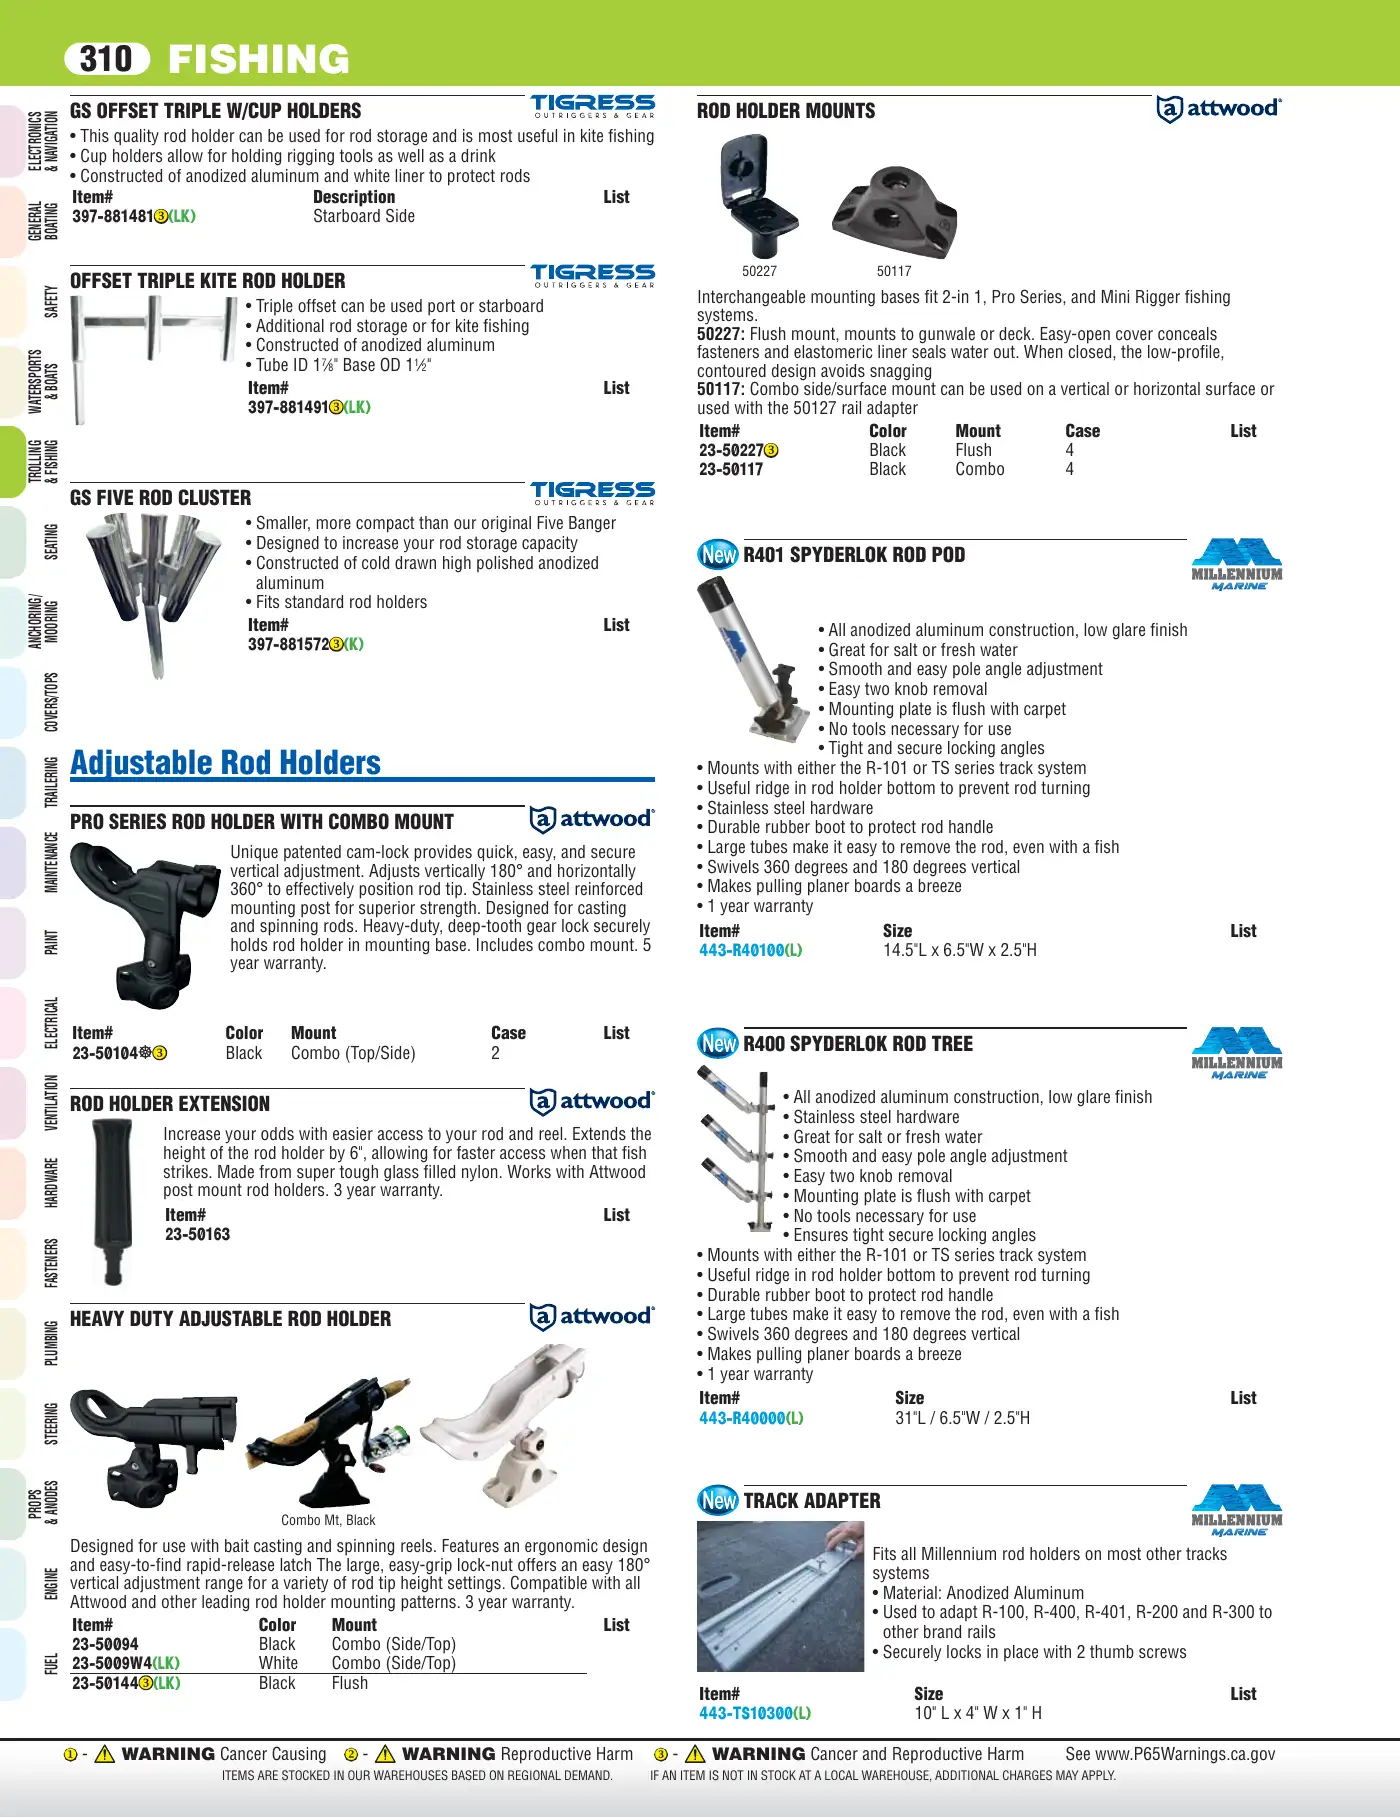 310 FISHING
ELECTRONICS
& NAVIGATION
GENERAL
BOATING
SAFETY
WATERSPORTS
& BOATS
TROLLING
& FISHING
SEATING
ANCHORING/
MOORING
COVERS/TOPS
TRAILERING
MAINTENANCE
PAINT
ELECTRICAL
VENTILATION
HARDWARE
FASTENERS
PLUMBING
STEERING
PROPS
& ANODES
ENGINE
FUEL
GS OFFSET TRIPLE W/CUP HOLDERS
TIGRESS
OUTRIGGERS & GEAR
• This quality rod holder can be used for rod storage and is most useful in kite fishing
• Cup holders allow for holding rigging tools as well as a drink
• Constructed of anodized aluminum and white liner to protect rods
Item# Description List
397-881481 3 (LK) Starboard Side
OFFSET TRIPLE KITE ROD HOLDER
TIGRESS
OUTRIGGERS & GEAR
• Triple offset can be used port or starboard
• Additional rod storage or for kite fishing
• Constructed of anodized aluminum
• Tube ID 1⅞" Base OD 1½"
Item# List
397-881491 3 (LK)
GS FIVE ROD CLUSTER
TIGRESS
OUTRIGGERS & GEAR
• Smaller, more compact than our original Five Banger
• Designed to increase your rod storage capacity
• Constructed of cold drawn high polished anodized
aluminum
• Fits standard rod holders
Item# List
397-881572 3 (K)
Adjustable Rod Holders
PRO SERIES ROD HOLDER WITH COMBO MOUNT
a attwood
Unique patented cam-lock provides quick, easy, and secure
vertical adjustment. Adjusts vertically 180° and horizontally
360° to effectively position rod tip. Stainless steel reinforced
mounting post for superior strength. Designed for casting
and spinning rods. Heavy-duty, deep-tooth gear lock securely
holds rod holder in mounting base. Includes combo mount. 5
year warranty.
Item# Color Mount Case List
23-50104☸ 3 Black Combo (Top/Side) 2
ROD HOLDER EXTENSION
a attwood
Increase your odds with easier access to your rod and reel. Extends the
height of the rod holder by 6", allowing for faster access when that fish
strikes. Made from super tough glass filled nylon. Works with Attwood
post mount rod holders. 3 year warranty.
Item# List
23-50163
HEAVY DUTY ADJUSTABLE ROD HOLDER
a attwood
Combo Mt, Black
Designed for use with bait casting and spinning reels. Features an ergonomic design
and easy-to-find rapid-release latch The large, easy-grip lock-nut offers an easy 180°
vertical adjustment range for a variety of rod tip height settings. Compatible with all
Attwood and other leading rod holder mounting patterns. 3 year warranty.
Item# Color Mount List
23-50094 Black Combo (Side/Top)
23-5009W4(LK) White Combo (Side/Top)
23-50144 3 (LK) Black Flush
ROD HOLDER MOUNTS
a attwood
50227 50117
Interchangeable mounting bases fit 2-in 1, Pro Series, and Mini Rigger fishing
systems.
50227: Flush mount, mounts to gunwale or deck. Easy-open cover conceals
fasteners and elastomeric liner seals water out. When closed, the low-profile,
contoured design avoids snagging
50117: Combo side/surface mount can be used on a vertical or horizontal surface or
used with the 50127 rail adapter
Item# Color Mount Case List
23-50227 3 Black Flush 4
23-50117 Black Combo 4
New R401 SPYDERLOK ROD POD
MILLENNIUM
MARINE
• All anodized aluminum construction, low glare finish
• Great for salt or fresh water
• Smooth and easy pole angle adjustment
• Easy two knob removal
• Mounting plate is flush with carpet
• No tools necessary for use
• Tight and secure locking angles
• Mounts with either the R-101 or TS series track system
• Useful ridge in rod holder bottom to prevent rod turning
• Stainless steel hardware
• Durable rubber boot to protect rod handle
• Large tubes make it easy to remove the rod, even with a fish
• Swivels 360 degrees and 180 degrees vertical
• Makes pulling planer boards a breeze
• 1 year warranty
Item# Size List
443-R40100(L) 14.5"L x 6.5"W x 2.5"H
New R400 SPYDERLOK ROD TREE
MILLENNIUM
MARINE
• All anodized aluminum construction, low glare finish
• Stainless steel hardware
• Great for salt or fresh water
• Smooth and easy pole angle adjustment
• Easy two knob removal
• Mounting plate is flush with carpet
• No tools necessary for use
• Ensures tight secure locking angles
• Mounts with either the R-101 or TS series track system
• Useful ridge in rod holder bottom to prevent rod turning
• Durable rubber boot to protect rod handle
• Large tubes make it easy to remove the rod, even with a fish
• Swivels 360 degrees and 180 degrees vertical
• Makes pulling planer boards a breeze
• 1 year warranty
Item# Size List
443-R40000(L) 31"L / 6.5"W / 2.5"H
New TRACK ADAPTER
MILLENNIUM
MARINE
Fits all Millennium rod holders on most other tracks
systems
• Material: Anodized Aluminum
• Used to adapt R-100, R-400, R-401, R-200 and R-300 to
other brand rails
• Securely locks in place with 2 thumb screws
Item# Size List
443-TS10300(L) 10" L x 4" W x 1" H
1 - ⚠ WARNING Cancer Causing 2 - ⚠ WARNING Reproductive Harm 3 - ⚠ WARNING Cancer and Reproductive Harm See www.P65Warnings.ca.gov
ITEMS ARE STOCKED IN OUR WAREHOUSES BASED ON REGIONAL DEMAND. IF AN ITEM IS NOT IN STOCK AT A LOCAL WAREHOUSE, ADDITIONAL CHARGES MAY APPLY.